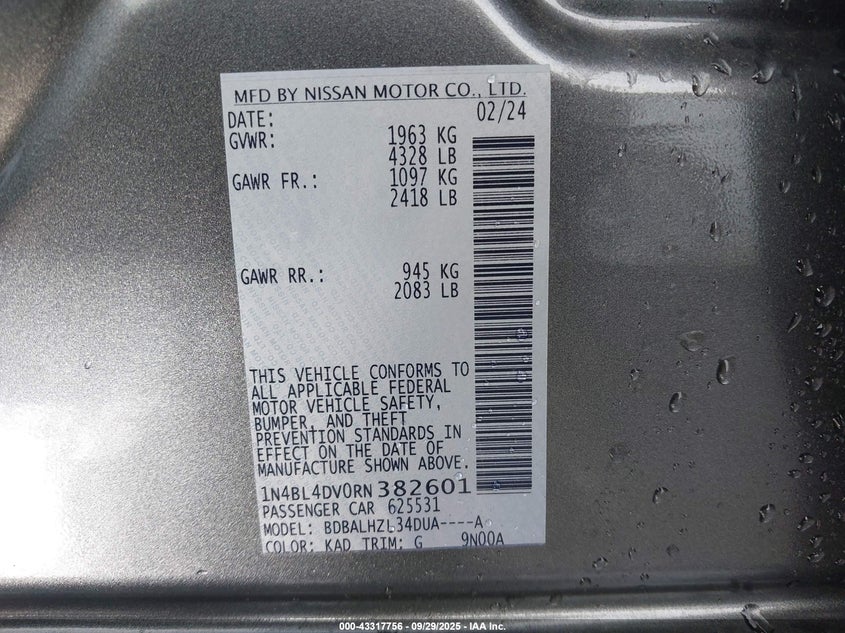 MFD BY NISSAN MOTOR CO., LTD.
DATE: 02/24
GVWR: 1963 KG
4328 LB
GAWR FR.: 1097 KG
2418 LB
GAWR RR.: 945 KG
2083 LB
THIS VEHICLE CONFORMS TO
ALL APPLICABLE FEDERAL
MOTOR VEHICLE SAFETY,
BUMPER, AND THEFT
PREVENTION STANDARDS IN
EFFECT ON THE DATE OF
MANUFACTURE SHOWN ABOVE.
1N4BL4DV0RN382601
PASSENGER CAR 625531
MODEL: BDBALHZL34DUA----A
COLOR: KAD TRIM: G 9N00A
000-43317756 - 09/29/2025 - IAA Inc.